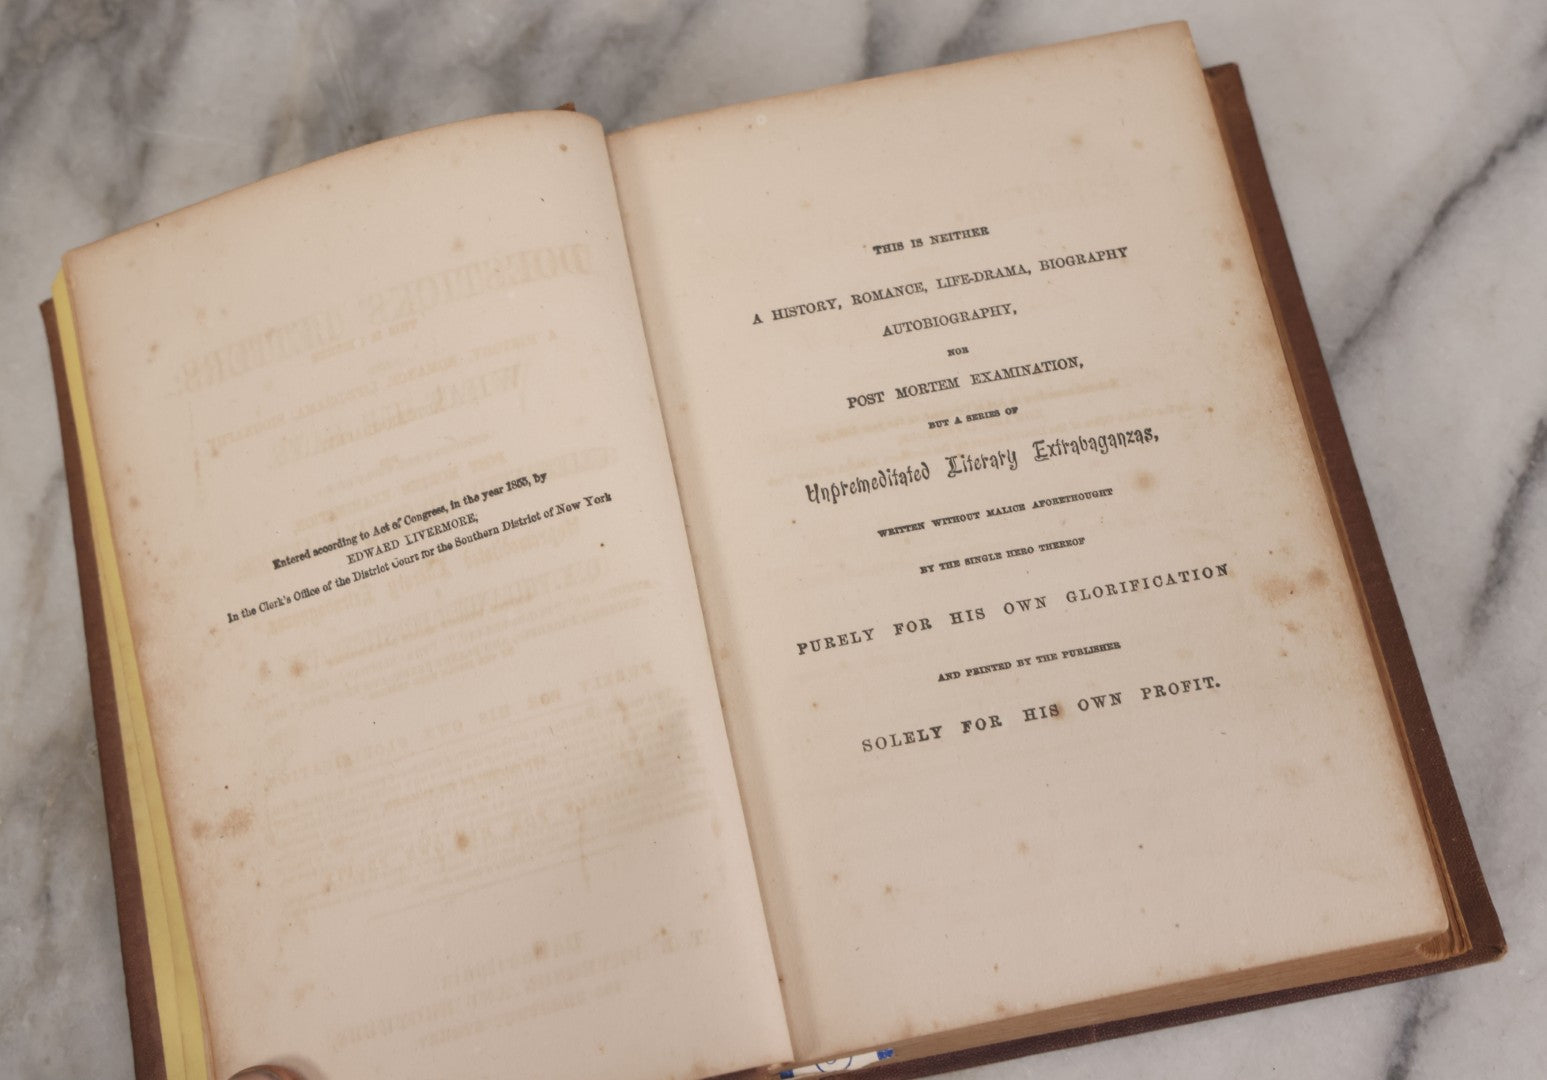 Entered according to Act of Congress, in the year 1855, by
EDWARD LIVERMORE,
In the Clerk's Office of the District Court for the Southern District of New York
THIS IS NEITHER
A HISTORY, ROMANCE, LIFE-DRAMA, BIOGRAPHY
AUTOBIOGRAPHY,
NOR
POST MORTEM EXAMINATION,
BUT A SERIES OF
Unpremeditated Literary Extravaganzas,
WRITTEN WITHOUT MALICE AFORETHOUGHT
BY THE SINGLE HERO THEREOF
PURELY FOR HIS OWN GLORIFICATION
AND PRINTED BY THE PUBLISHER
SOLELY FOR HIS OWN PROFIT.